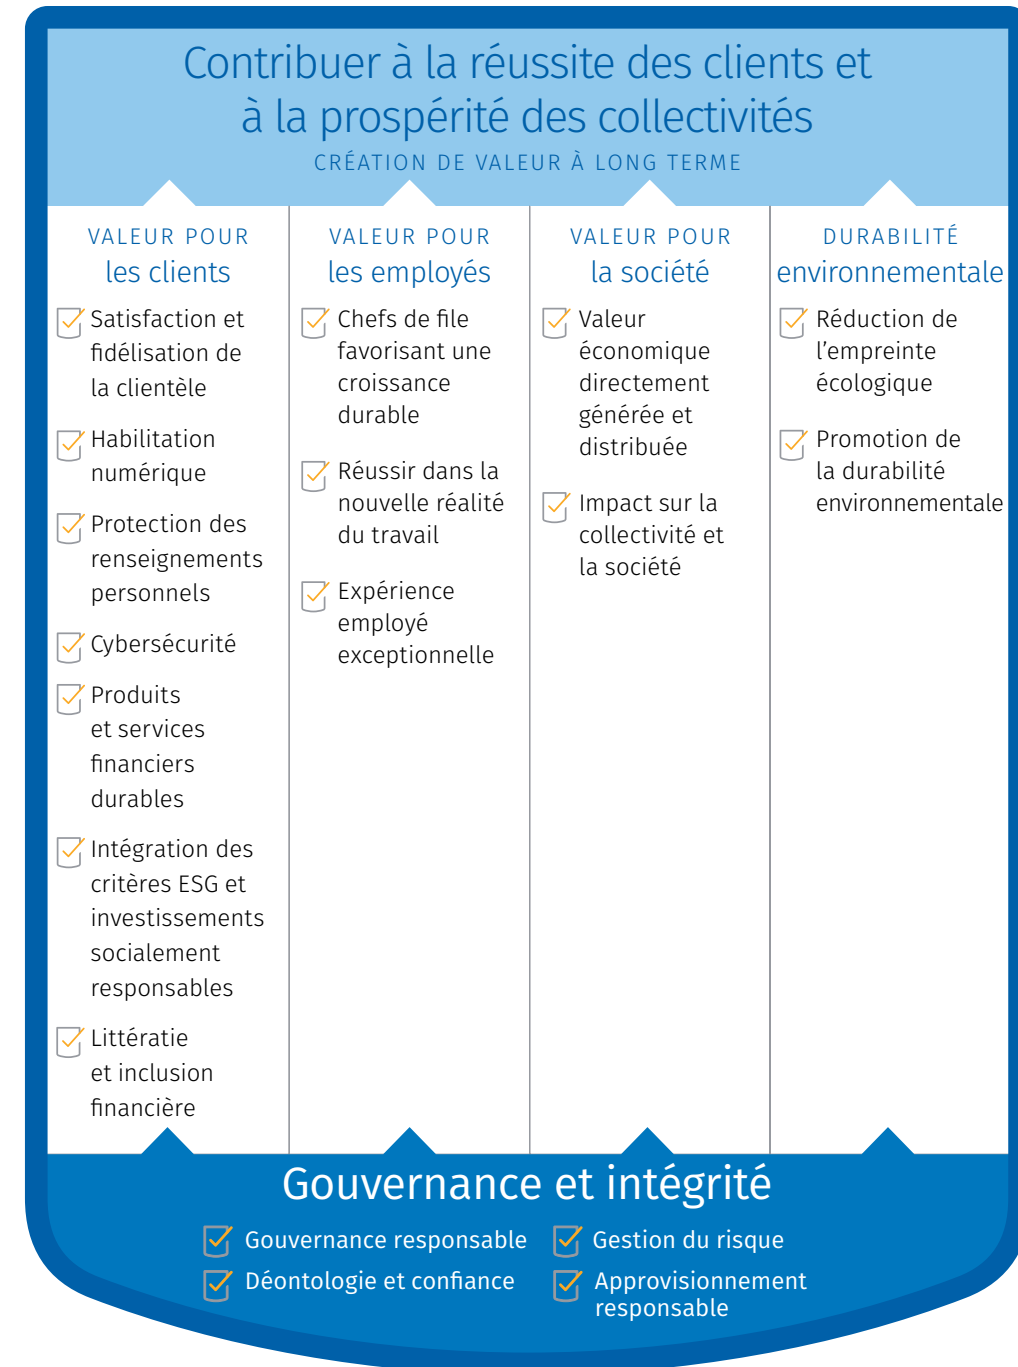 Contribuer à la réussite des clients et
à la prospérité des collectivités
CRÉATION DE VALEUR À LONG TERME
VALEUR POUR
les clients
Satisfaction et
fidélisation de
la clientèle
Habilitation
numérique
Protection des
renseignements
personnels
Cybersécurité
Produits
et services
financiers
durables
Intégration des
critères ESG et
investissements
socialement
responsables
Littératie
et inclusion
financière
VALEUR POUR
les employés
Chefs de file
favorisant une
croissance
durable
Réussir dans la
nouvelle réalité
du travail
Expérience
employé
exceptionnelle
VALEUR POUR
la société
Valeur
économique
directement
générée et
distribuée
Impact sur la
collectivité et
la société
DURABILITÉ
environnementale
Réduction de
l’empreinte
écologique
Promotion de
la durabilité
environnementale
Gouvernance et intégrité
Gouvernance responsable
Déontologie et confiance
Gestion du risque
Approvisionnement
responsable